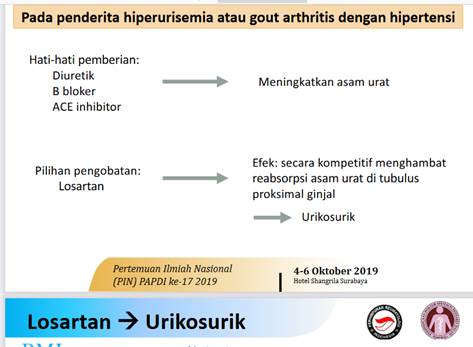 Pada penderita hiperurisemia atau gout arthritis dengan hipertensi
Hati-hati pemberian:
Diuretik
B bloker
ACE inhibitor
Meningkatkan asam urat
Pilihan pengobatan:
Losartan
Efek: secara kompetitif menghambat
reabsorpsi asam urat di tubulus
proksimal ginjal
Urikosurik
Pertemuan Ilmiah Nasional
(PIN) PAPDI ke-17 2019
4-6 Oktober 2019
Hotel Shangrila Surabaya
Losartan → Urikosurik